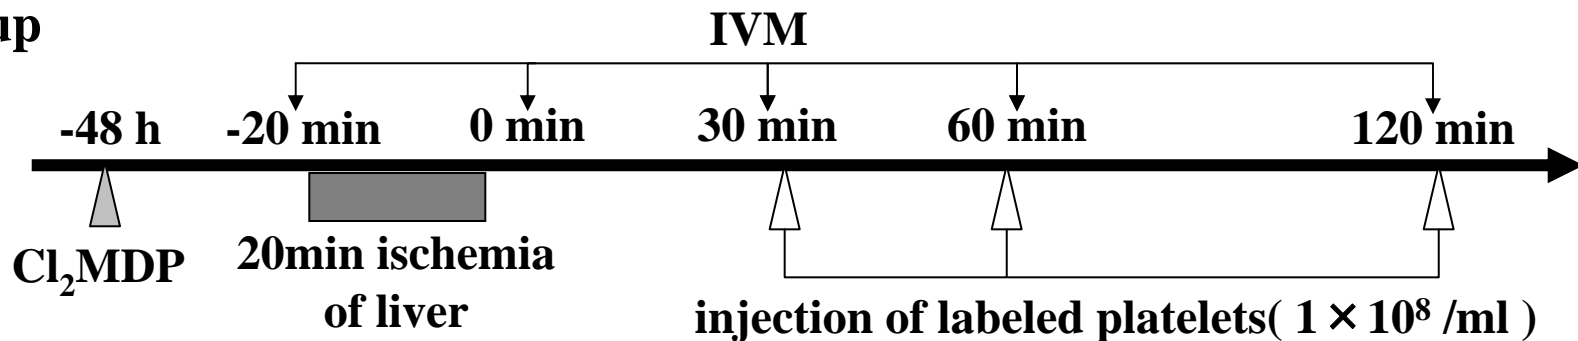 up
IVM
-48 h -20 min 0 min 30 min 60 min 120 min
Cl₂MDP
20min ischemia
of liver
injection of labeled platelets( 1 × 10⁸ /ml )